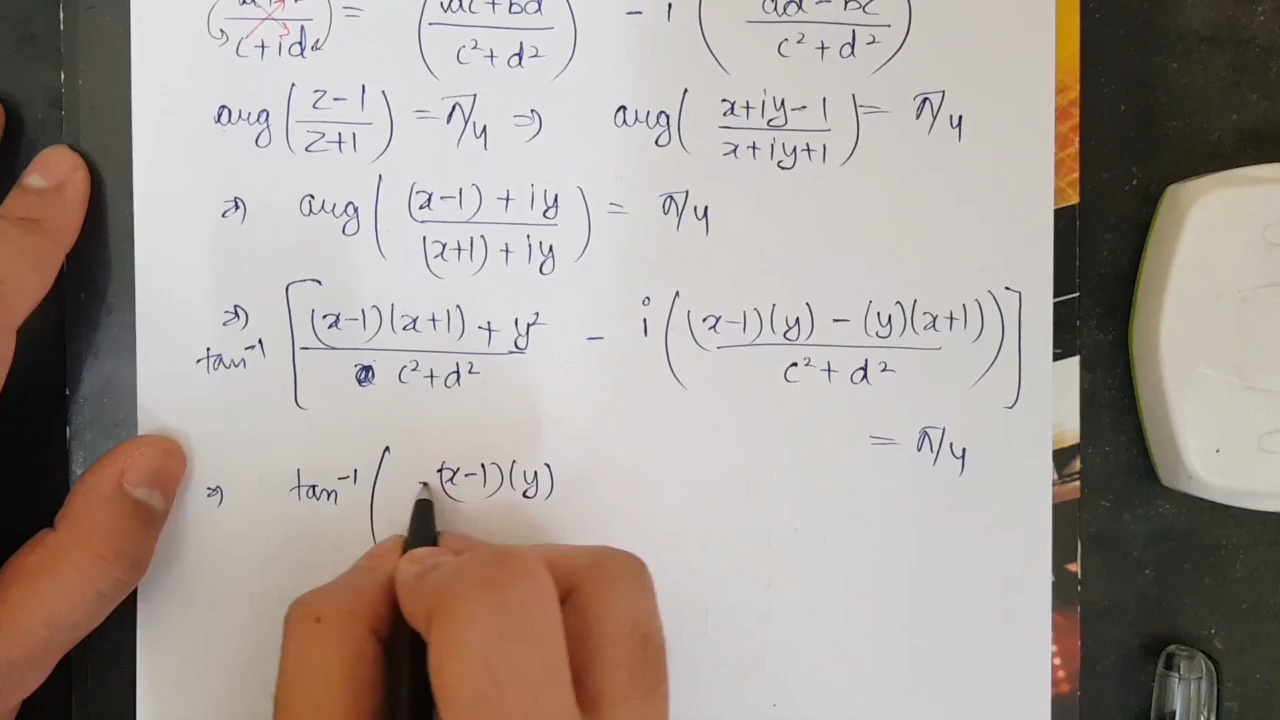 c+id = (ac+bd / c²+d²) - i (ad-bc / c²+d²)
arg(z-1 / z+1) = π/4 ⇒ arg(x+iy-1 / x+iy+1) = π/4
⇒ arg((x-1)+iy / (x+1)+iy) = π/4
⇒ tan⁻¹ [(x-1)(x+1)+y² / c²+d² - i((x-1)(y) - (y)(x+1) / c²+d²)]
= π/4
⇒ tan⁻¹( -(x-1)(y)